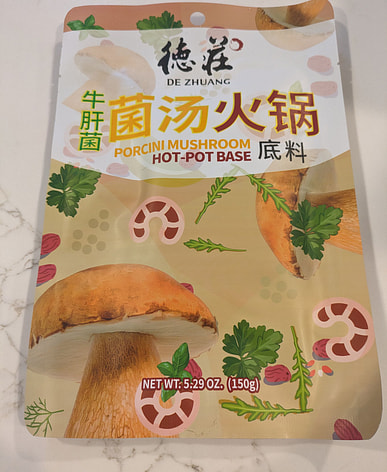 德莊
DE ZHUANG
牛肝菌
菌汤火锅
PORCINI MUSHROOM
HOT-POT BASE 底料
NET WT. 5.29 OZ. (150g)